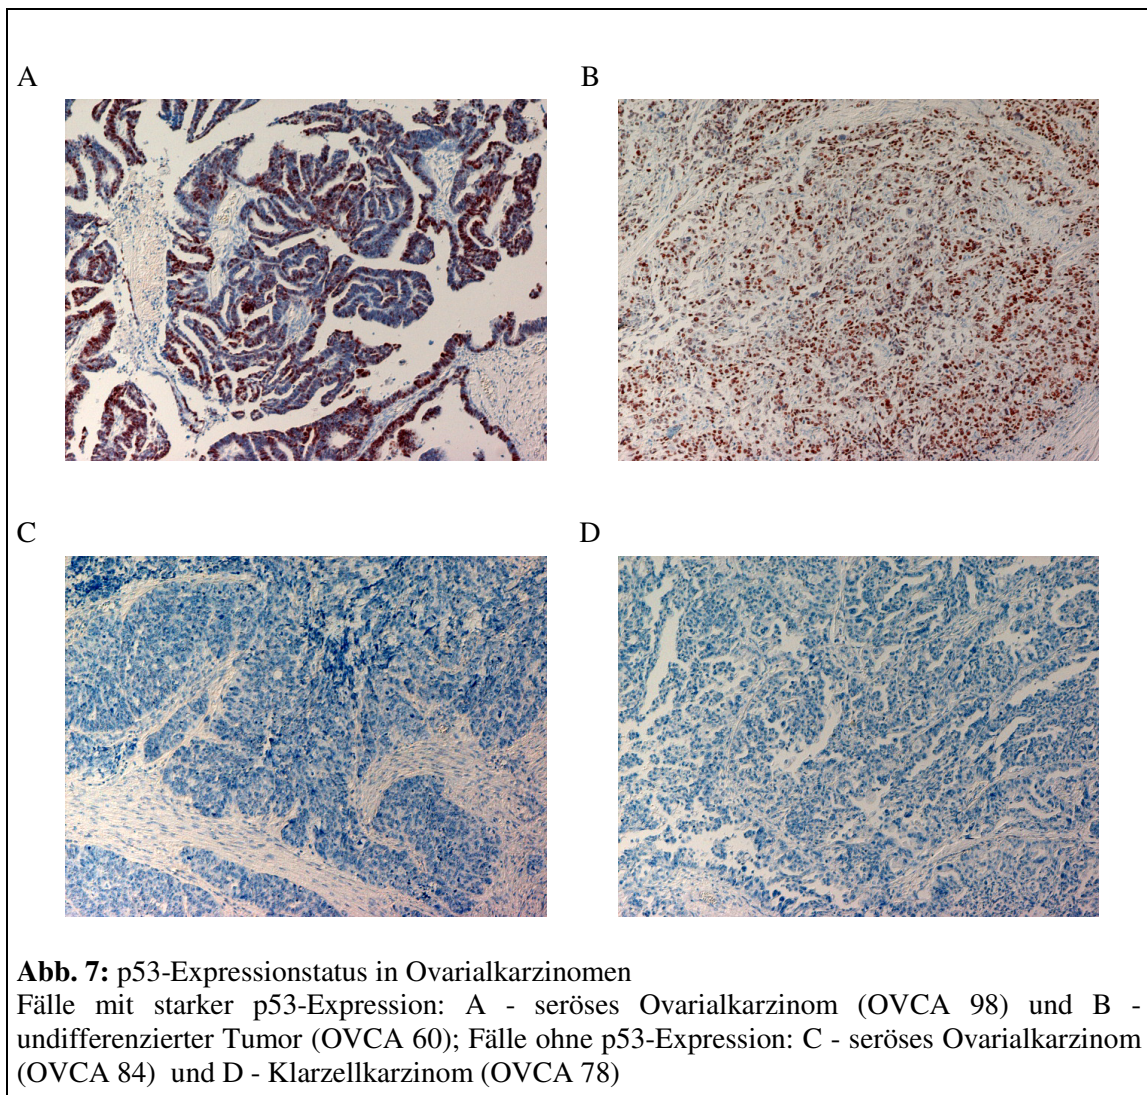 A
B
C
D
Abb. 7: p53-Expressionstatus in Ovarialkarzinomen
Fälle mit starker p53-Expression: A - seröses Ovarialkarzinom (OVCA 98) und B -
undifferenzierter Tumor (OVCA 60); Fälle ohne p53-Expression: C - seröses Ovarialkarzinom
(OVCA 84) und D - Klarzellkarzinom (OVCA 78)